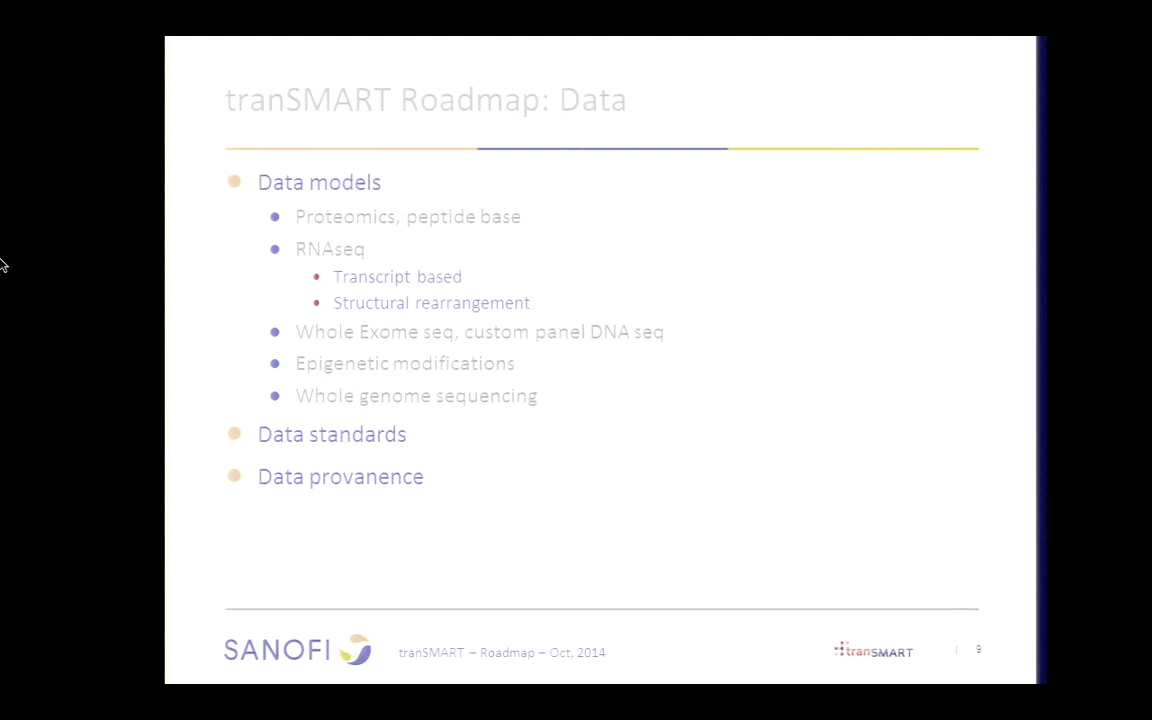 tranSMART Roadmap: Data
Data models
Proteomics, peptide base
RNAseq
Transcript based
Structural rearrangement
Whole Exome seq, custom panel DNA seq
Epigenetic modifications
Whole genome sequencing
Data standards
Data provanence
SANOFI
tranSMART – Roadmap – Oct, 2014
tranSMART
| 9